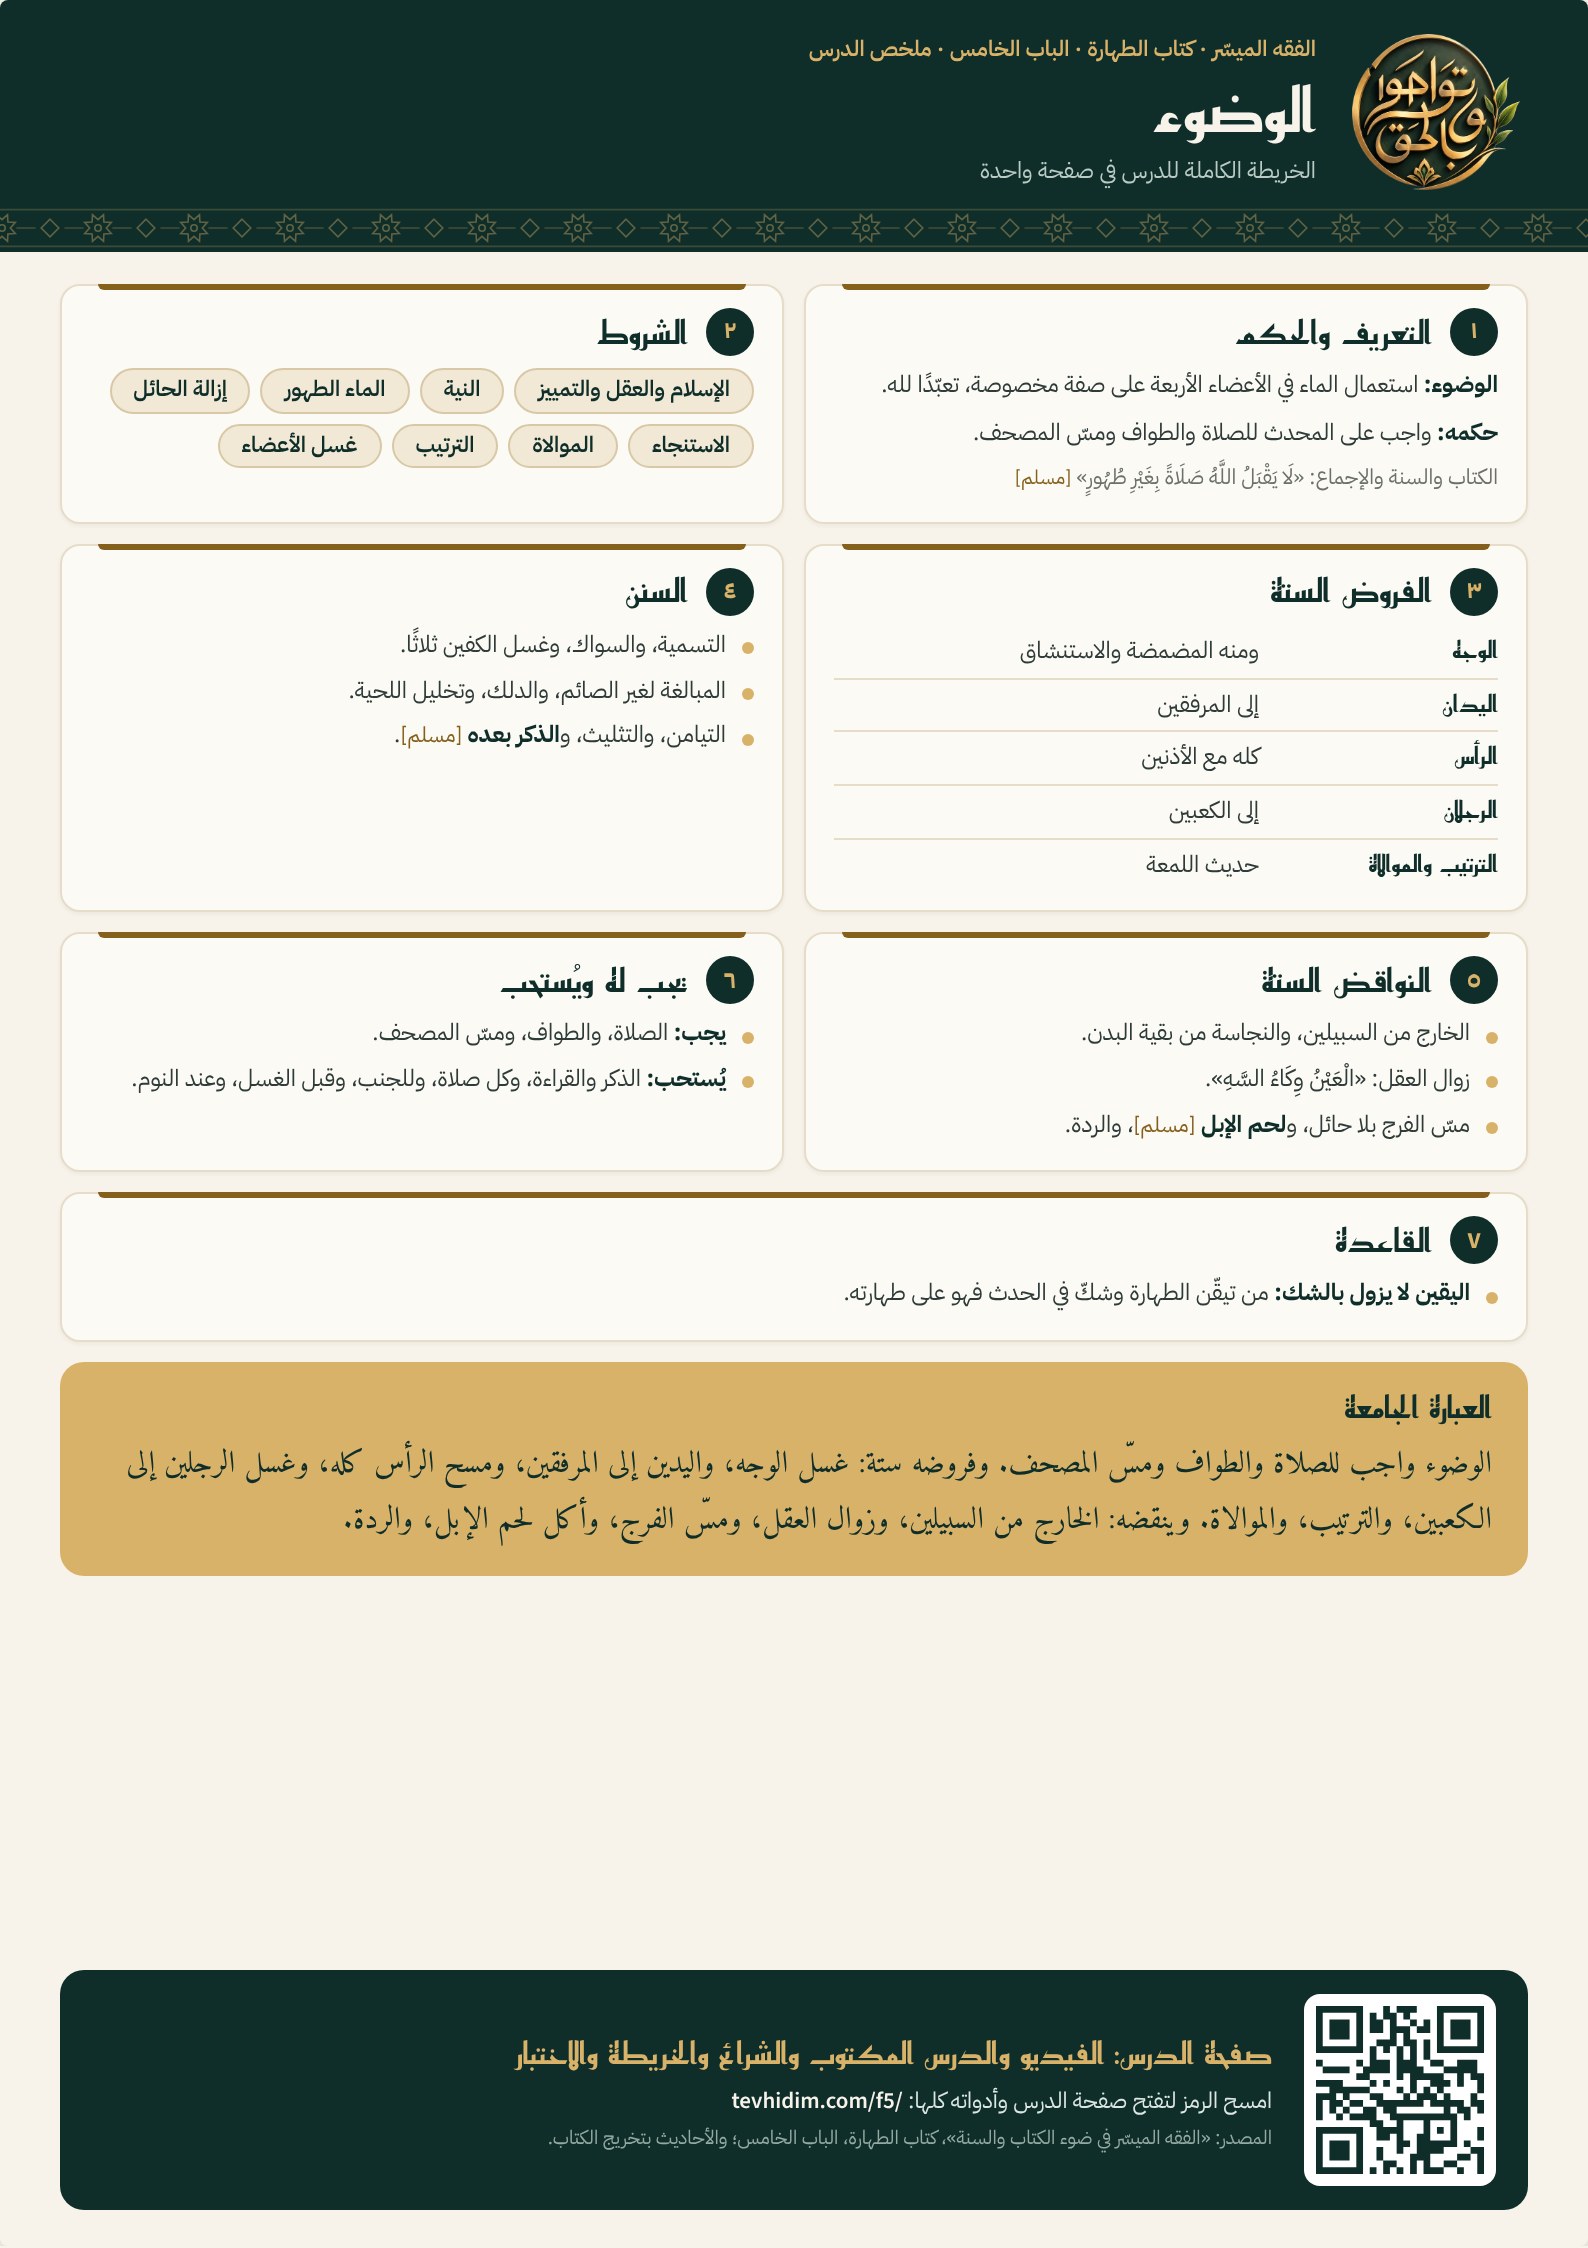 تواصوا بالحق
الفقه الميسّر · كتاب الطهارة · الباب الخامس · ملخص الدرس
الوضوء
الخريطة الكاملة للدرس في صفحة واحدة
١ التعريف والحكم
الوضوء: استعمال الماء في الأعضاء الأربعة على صفة مخصوصة، تعبّدًا لله.
حكمه: واجب على المحدث للصلاة والطواف ومسّ المصحف.
الكتاب والسنة والإجماع: «لَا يَقْبَلُ اللَّهُ صَلَاةً بِغَيْرِ طُهُورٍ» [مسلم]
٢ الشروط
الإسلام والعقل والتمييز
النية
الماء الطهور
إزالة الحائل
الاستنجاء
الموالاة
الترتيب
غسل الأعضاء
٣ الفروض الستة
الوجه ومنه المضمضة والاستنشاق
اليدان إلى المرفقين
الرأس كله مع الأذنين
الرجلان إلى الكعبين
الترتيب والموالاة حديث اللمعة
٤ السنن
التسمية، والسواك، وغسل الكفين ثلاثًا.
المبالغة لغير الصائم، والدلك، وتخليل اللحية.
التيامن، والتثليث، والذكر بعده [مسلم].
٥ النواقض الستة
الخارج من السبيلين، والنجاسة من بقية البدن.
زوال العقل: «الْعَيْنُ وِكَاءُ السَّهِ».
مسّ الفرج بلا حائل، ولحم الإبل [مسلم]، والردة.
٦ يجب له ويُستحب
يجب: الصلاة، والطواف، ومسّ المصحف.
يُستحب: الذكر والقراءة، وكل صلاة، وللجنب، وقبل الغسل، وعند النوم.
٧ القاعدة
اليقين لا يزول بالشك: من تيقّن الطهارة وشكّ في الحدث فهو على طهارته.
العبارة الجامعة
الوضوء واجب للصلاة والطواف ومسّ المصحف. وفروضه ستة: غسل الوجه، واليدين إلى المرفقين، ومسح الرأس كله، وغسل الرجلين إلى
الكعبين، والترتيب، والموالاة. وينقضه: الخارج من السبيلين، وزوال العقل، ومسّ الفرج، وأكل لحم الإبل، والردة.
صفحة الدرس: الفيديو والدرس المكتوب والشرائح والخريطة والاختبار
امسح الرمز لتفتح صفحة الدرس وأدواته كلها: tevhidim.com/f5/
المصدر: «الفقه الميسّر في ضوء الكتاب والسنة»، كتاب الطهارة، الباب الخامس؛ والأحاديث بتخريج الكتاب.